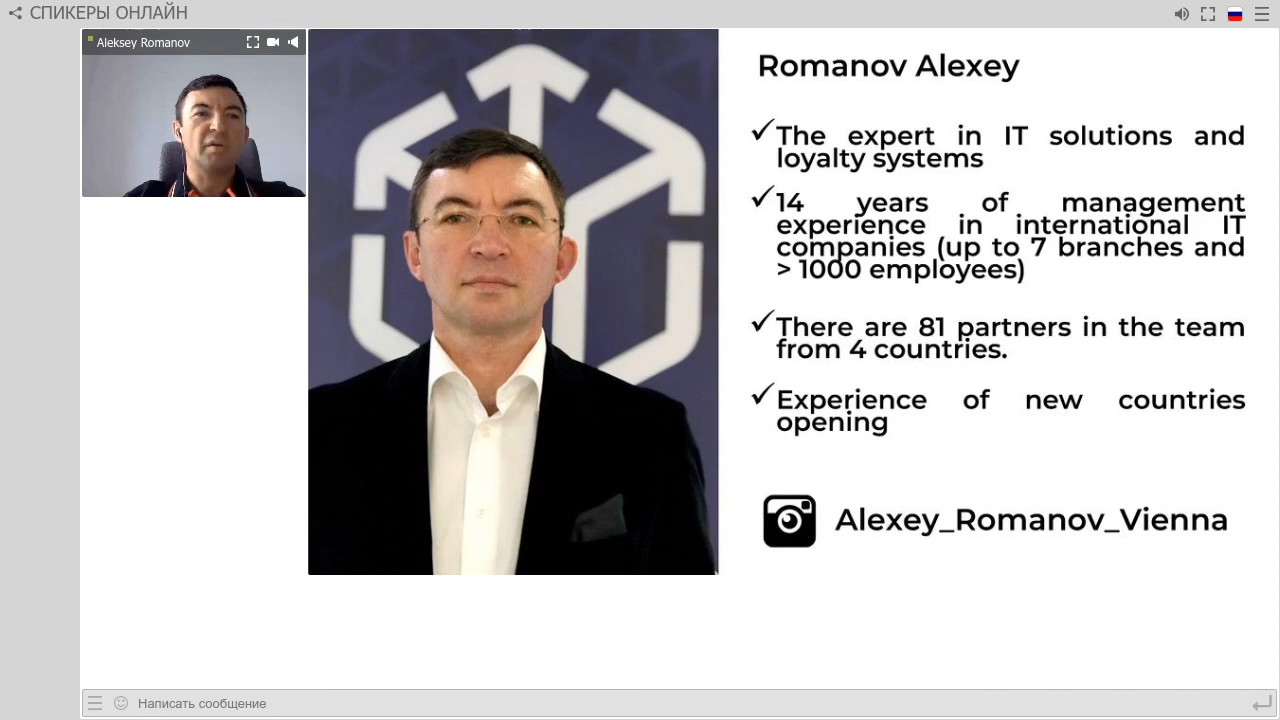 СПИКЕРЫ ОНЛАЙН
Aleksey Romanov
Romanov Alexey
The expert in IT solutions and
loyalty systems
14 years of management
experience in international IT
companies (up to 7 branches and
> 1000 employees)
There are 81 partners in the team
from 4 countries.
Experience of new countries
opening
Alexey_Romanov_Vienna
Написать сообщение